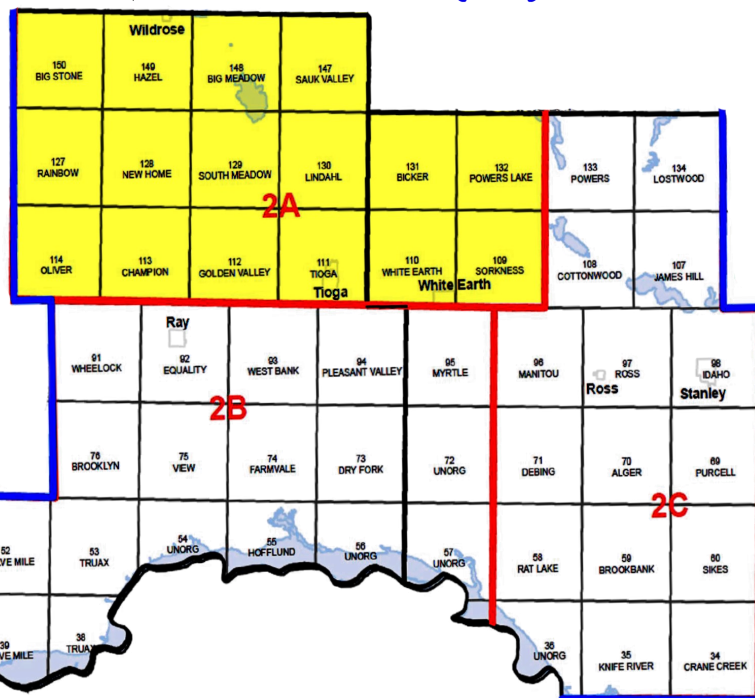 Wildrose
150
BIG STONE
149
HAZEL
148
BIG MEADOW
147
SAUK VALLEY
127
RAINBOW
128
NEW HOME
129
SOUTH MEADOW
130
LINDAHL
131
BICKER
132
POWERS LAKE
133
POWERS
134
LOSTWOOD
2A
114
OLIVER
113
CHAMPION
112
GOLDEN VALLEY
111
TIOGA
Tioga
110
WHITE EARTH
White Earth
109
SORKNESS
108
COTTONWOOD
107
JAMES HILL
Ray
91
WHEELOCK
92
EQUALITY
93
WEST BANK
94
PLEASANT VALLEY
95
MYRTLE
96
MANITOU
97
ROSS
Ross
98
IDAHO
Stanley
2B
76
BROOKLYN
75
VIEW
74
FARMVALE
73
DRY FORK
72
UNORG
71
DEBING
70
ALGER
69
PURCELL
2C
52
VE MILE
53
TRUAX
54
UNORG
55
HOFFLUND
56
UNORG
57
UNORG
58
RAT LAKE
59
BROOKBANK
60
SIKES
39
VE MILE
38
TRUAX
36
UNORG
35
KNIFE RIVER
34
CRANE CREEK